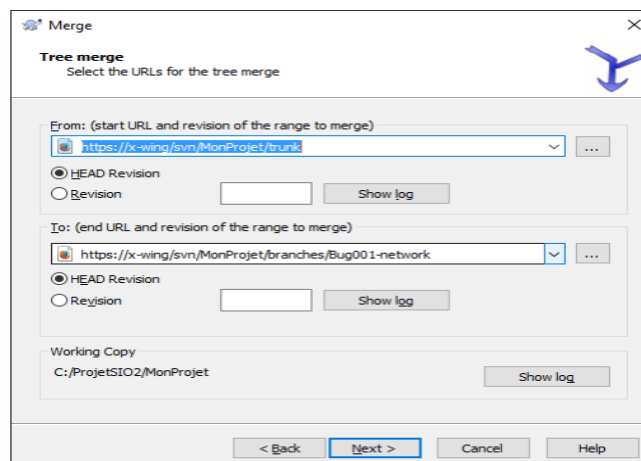 Merge
Tree merge
Select the URLs for the tree merge
From: (start URL and revision of the range to merge)
https://x-wing/svn/MonProjet/trunk
...
HEAD Revision
Revision
Show log
To: (end URL and revision of the range to merge)
https://x-wing/svn/MonProjet/branches/Bug001-network
...
HEAD Revision
Revision
Show log
Working Copy
C:/ProjetSIO2/MonProjet
Show log
< Back Next > Cancel Help